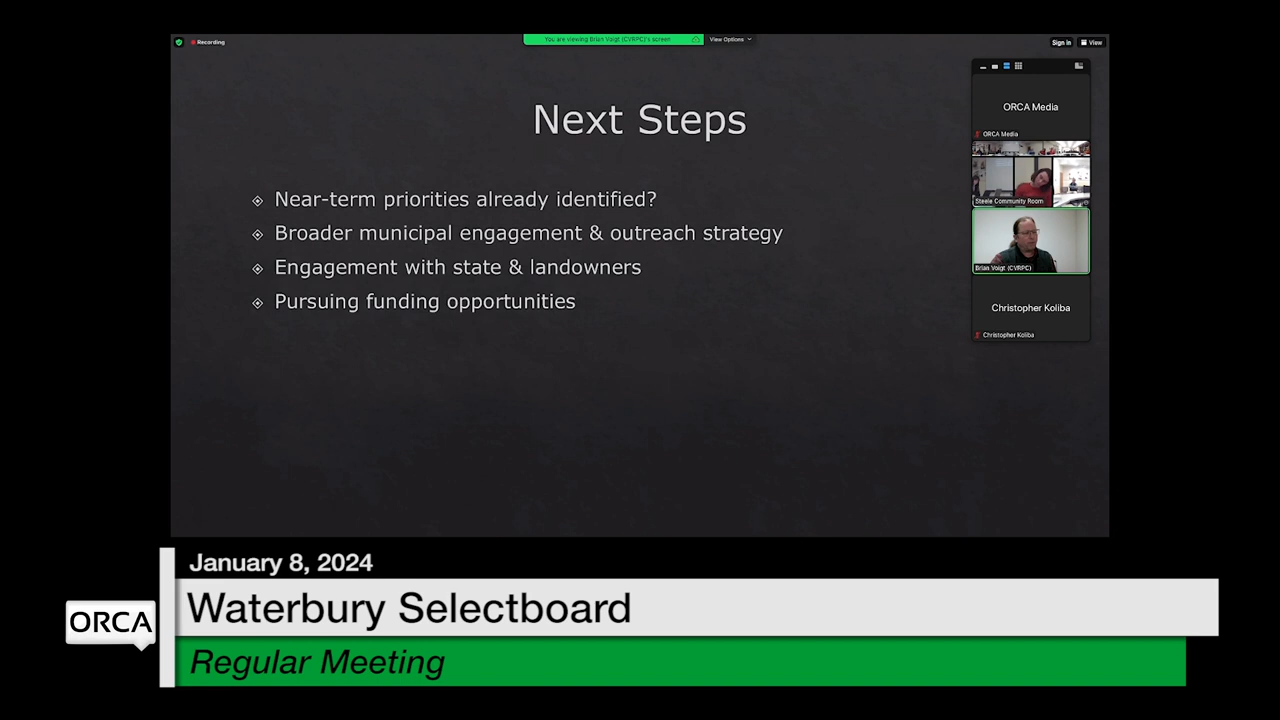 Recording
You are viewing Brian Voigt (CVRPC)'s screen
View Options
Sign in
View
Next Steps
Near-term priorities already identified?
Broader municipal engagement & outreach strategy
Engagement with state & landowners
Pursuing funding opportunities
ORCA Media
ORCA Media
Steele Community Room
Brian Voigt (CVRPC)
Christopher Koliba
Christopher Koliba
January 8, 2024
Waterbury Selectboard
ORCA
Regular Meeting